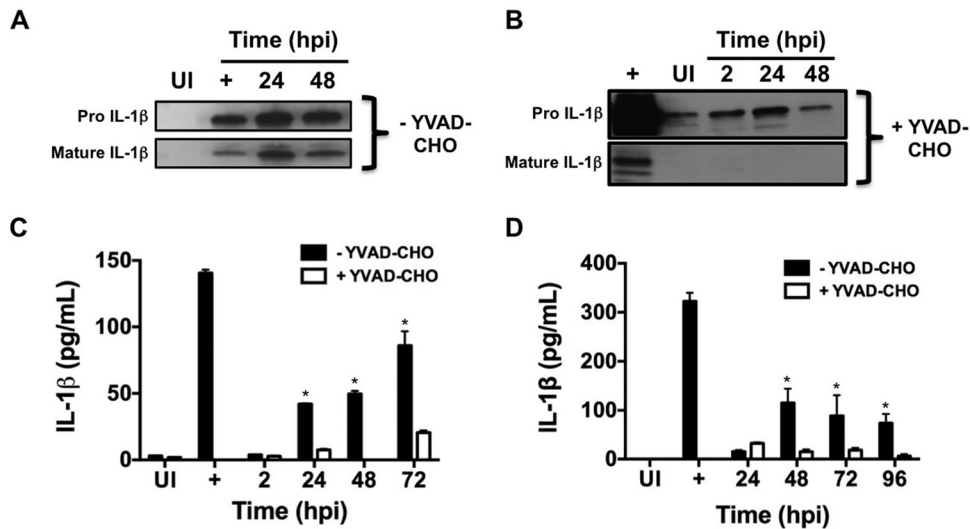 A
Time (hpi)
UI + 24 48
Pro IL-1β
Mature IL-1β
- YVAD-
CHO
B
Time (hpi)
+ UI 2 24 48
Pro IL-1β
Mature IL-1β
+ YVAD-
CHO
C
- YVAD-CHO
+ YVAD-CHO
IL-1β (pg/mL)
150
100
50
0
* * *
UI + 2 24 48 72
Time (hpi)
D
- YVAD-CHO
+ YVAD-CHO
IL-1β (pg/mL)
400
300
200
100
0
* * *
UI + 24 48 72 96
Time (hpi)